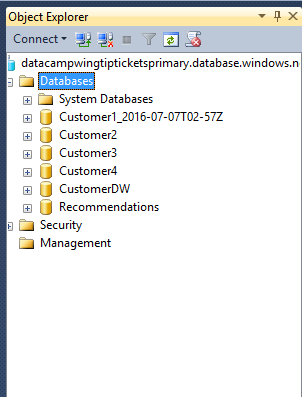 Object Explorer
Connect
datacampwingtipticketsprimary.database.windows.n
Databases
System Databases
Customer1_2016-07-07T02-57Z
Customer2
Customer3
Customer4
CustomerDW
Recommendations
Security
Management